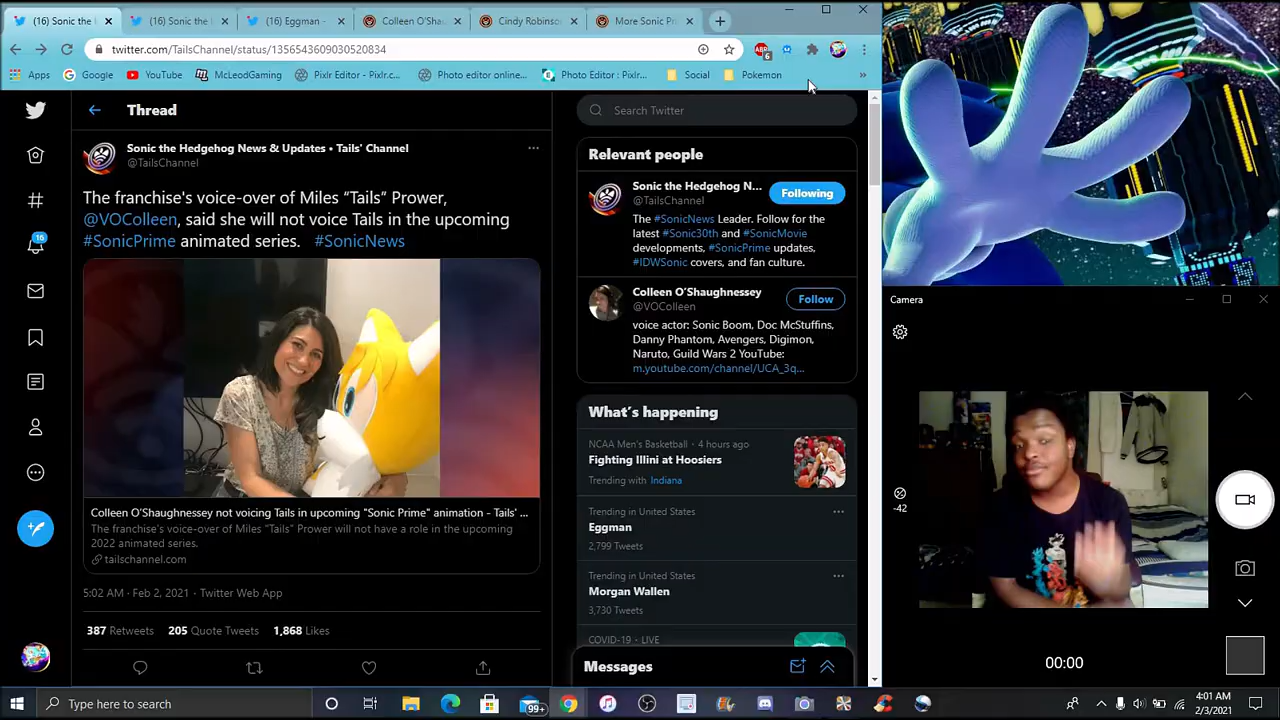 (16) Sonic the
(16) Sonic the
(16) Eggman -
Colleen O'Shau
Cindy Robinso
More Sonic Pr
twitter.com/TailsChannel/status/1356543609030520834
Apps
Google
YouTube
McLeodGaming
Pixlr Editor - Pixlr.c...
Photo editor online...
Photo Editor : Pixlr...
Social
Pokemon
»
Thread
Search Twitter
Sonic the Hedgehog News & Updates • Tails' Channel
@TailsChannel
The franchise's voice-over of Miles “Tails” Prower,
@VOColleen, said she will not voice Tails in the upcoming
#SonicPrime animated series. #SonicNews
Colleen O'Shaughnessey not voicing Tails in upcoming "Sonic Prime" animation - Tails' ...
The franchise's voice-over of Miles "Tails" Prower will not have a role in the upcoming
2022 animated series.
tailschannel.com
5:02 AM · Feb 2, 2021 · Twitter Web App
387 Retweets 205 Quote Tweets 1,868 Likes
Relevant people
Sonic the Hedgehog N...
@TailsChannel
Following
The #SonicNews Leader. Follow for the
latest #Sonic30th and #SonicMovie
developments, #SonicPrime updates,
#IDWSonic covers, and fan culture.
Colleen O’Shaughnessey
@VOColleen
Follow
voice actor: Sonic Boom, Doc McStuffins,
Danny Phantom, Avengers, Digimon,
Naruto, Guild Wars 2 YouTube:
m.youtube.com/channel/UCA_3q...
What’s happening
NCAA Men's Basketball · 4 hours ago
Fighting Illini at Hoosiers
Trending with Indiana
Trending in United States
Eggman
2,799 Tweets
Trending in United States
Morgan Wallen
3,730 Tweets
COVID-19 · LIVE
Messages
16
Camera
-42
00:00
Type here to search
99+
4:01 AM
2/3/2021